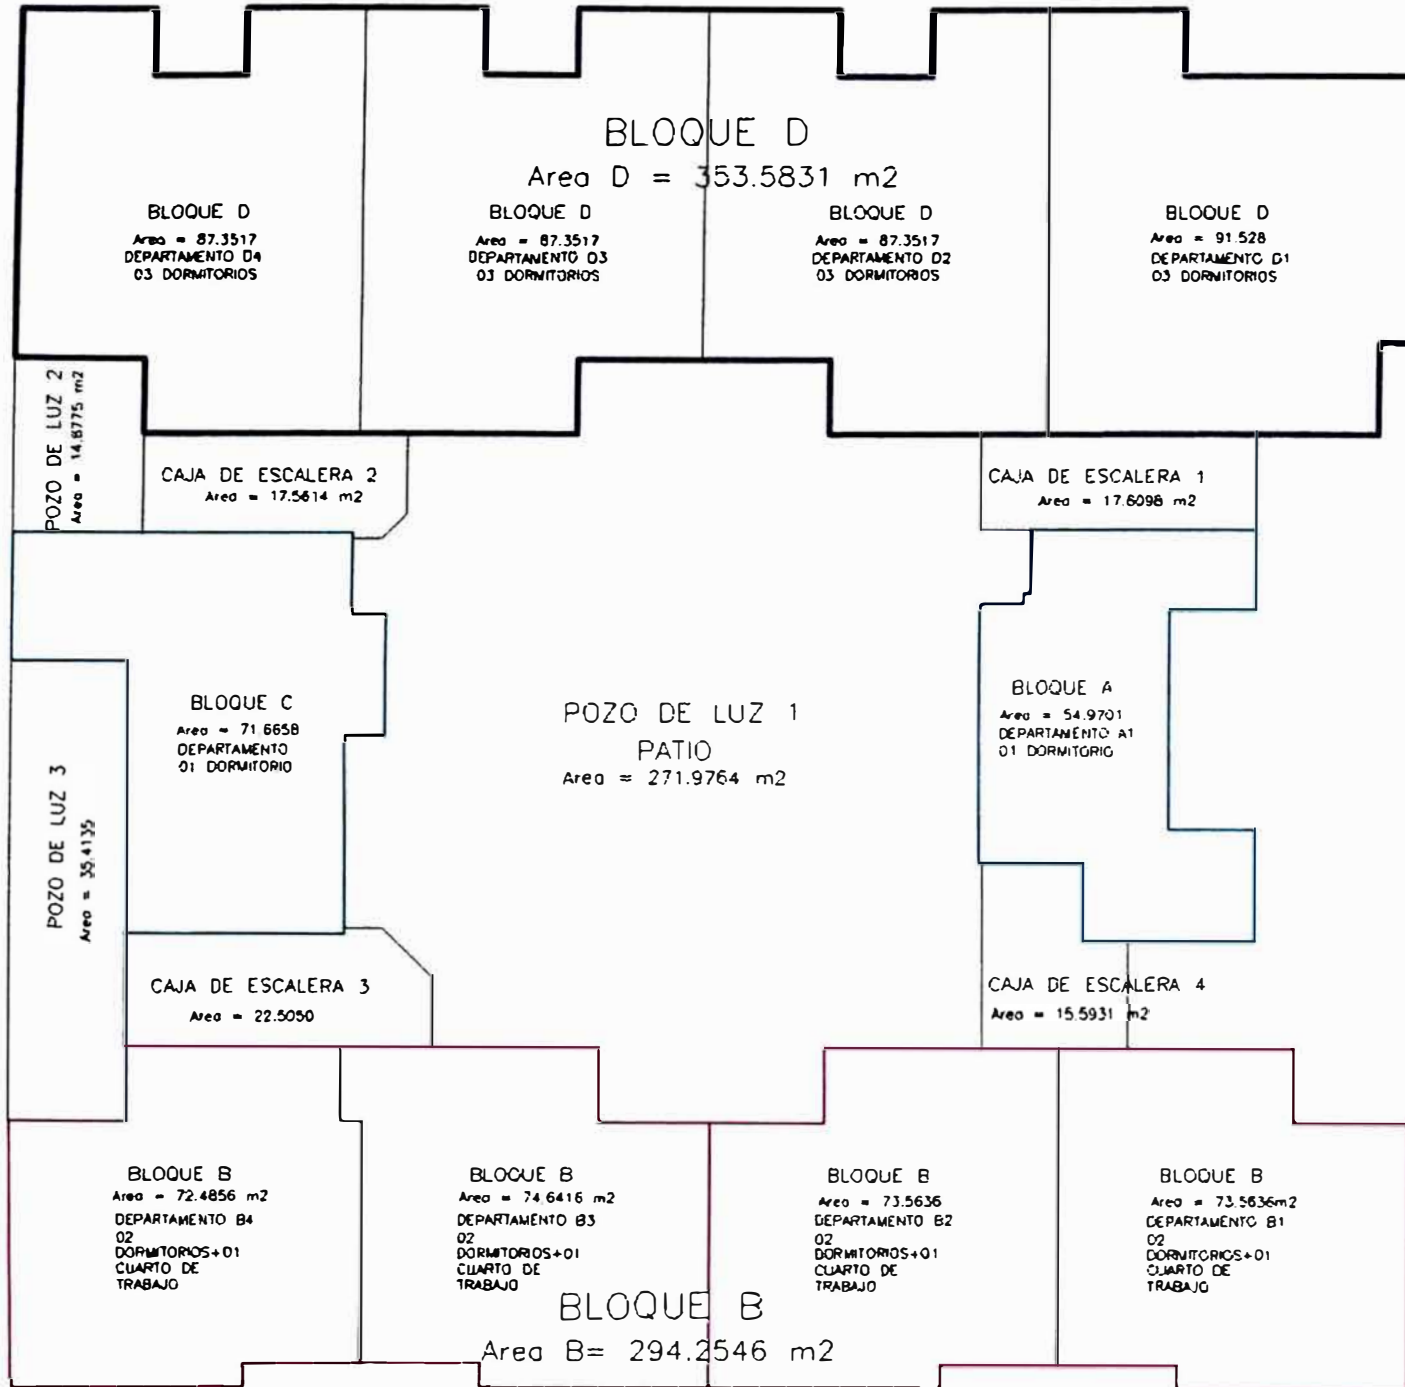 BLOQUE D
Area D = 353.5831 m2
BLOQUE D
Area = 87.3517
DEPARTAMENTO D4
03 DORMITORIOS
BLOQUE D
Area = 87.3517
DEPARTAMENTO D3
03 DORMITORIOS
BLOQUE D
Area = 87.3517
DEPARTAMENTO D2
03 DORMITORIOS
BLOQUE D
Area = 91.528
DEPARTAMENTO D1
03 DORMITORIOS
POZO DE LUZ 2
Area = 14.8775 m2
CAJA DE ESCALERA 2
Area = 17.5614 m2
CAJA DE ESCALERA 1
Area = 17.6098 m2
BLOQUE C
Area = 71.6658
DEPARTAMENTO
01 DORMITORIO
POZO DE LUZ 1
PATIO
Area = 271.9764 m2
BLOQUE A
Area = 54.9701
DEPARTAMENTO A1
01 DORMITORIO
POZO DE LUZ 3
Area = 35.4135
CAJA DE ESCALERA 3
Area = 22.5050
CAJA DE ESCALERA 4
Area = 15.5931 m2
BLOQUE B
Area = 72.4856 m2
DEPARTAMENTO B4
02
DORMITORIOS+01
CUARTO DE
TRABAJO
BLOQUE B
Area = 74.6416 m2
DEPARTAMENTO B3
02
DORMITORIOS+01
CUARTO DE
TRABAJO
BLOQUE B
Area = 73.5636
DEPARTAMENTO B2
02
DORMITORIOS+01
CUARTO DE
TRABAJO
BLOQUE B
Area = 73.5636m2
DEPARTAMENTO B1
02
DORMITORIOS+01
CUARTO DE
TRABAJO
BLOQUE B
Area B= 294.2546 m2